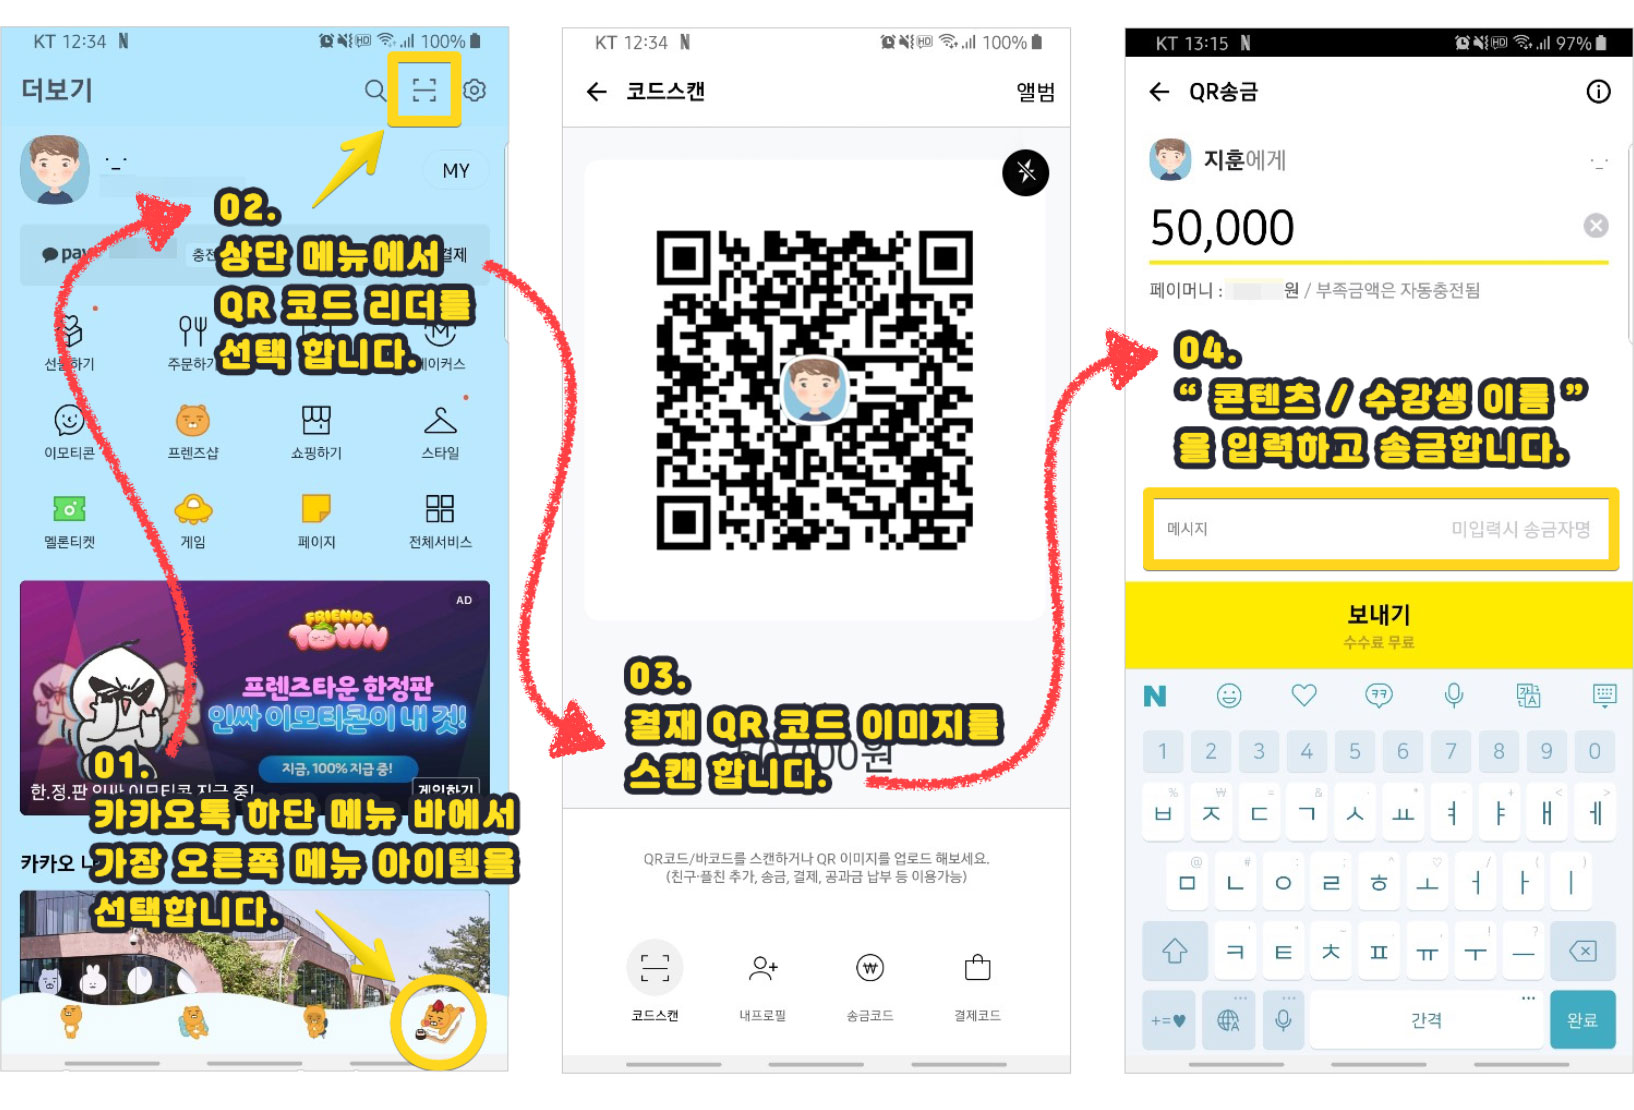 KT 12:34 N
100%
더보기
MY
02.
상단 메뉴에서
QR 코드 리더를
선택 합니다.
pay
충전
결제
선물하기
주문하기
이모티콘
프렌즈샵
쇼핑하기
스타일
멜론티켓
게임
페이지
전체서비스
AD
FRIENDS
TOWN
프렌즈타운 한정판
인싸 이모티콘이 내 것!
지금, 100% 지급 중!
한.정.판 인싸 이모티콘 지급 중!
게임하기
01.
카카오톡 하단 메뉴 바에서
가장 오른쪽 메뉴 아이템을
선택합니다.
카카오
KT 12:34 N
HD
100%
코드스캔
앨범
03.
결재 QR 코드 이미지를
스캔 합니다.
50,000원
QR코드/바코드를 스캔하거나 QR 이미지를 업로드 해보세요.
(친구·플친 추가, 송금, 결제, 공과금 납부 등 이용가능)
코드스캔
내프로필
송금코드
결제코드
KT 13:15 N
HD
97%
QR송금
지훈에게
50,000
페이머니 : 원 / 부족금액은 자동충전됨
04.
“ 콘텐츠 / 수강생 이름 ”
을 입력하고 송금합니다.
메시지
미입력시 송금자명
보내기
수수료 무료
N
1 2 3 4 5 6 7 8 9 0
ㅂ ㅈ ㄷ ㄱ ㅅ ㅛ ㅕ ㅑ ㅐ ㅔ
ㅁ ㄴ ㅇ ㄹ ㅎ ㅗ ㅓ ㅏ ㅣ
ㅋ ㅌ ㅊ ㅍ ㅠ ㅜ ㅡ
+=♥
간격
완료